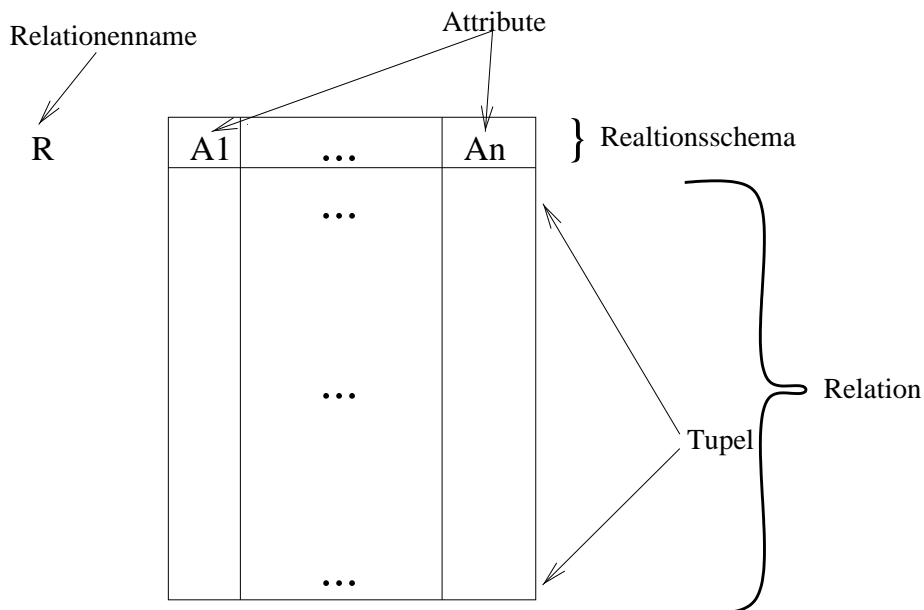 Relationenname
Attribute
R
A1
...
An
} Realtionsschema
...
...
Relation
Tupel
...